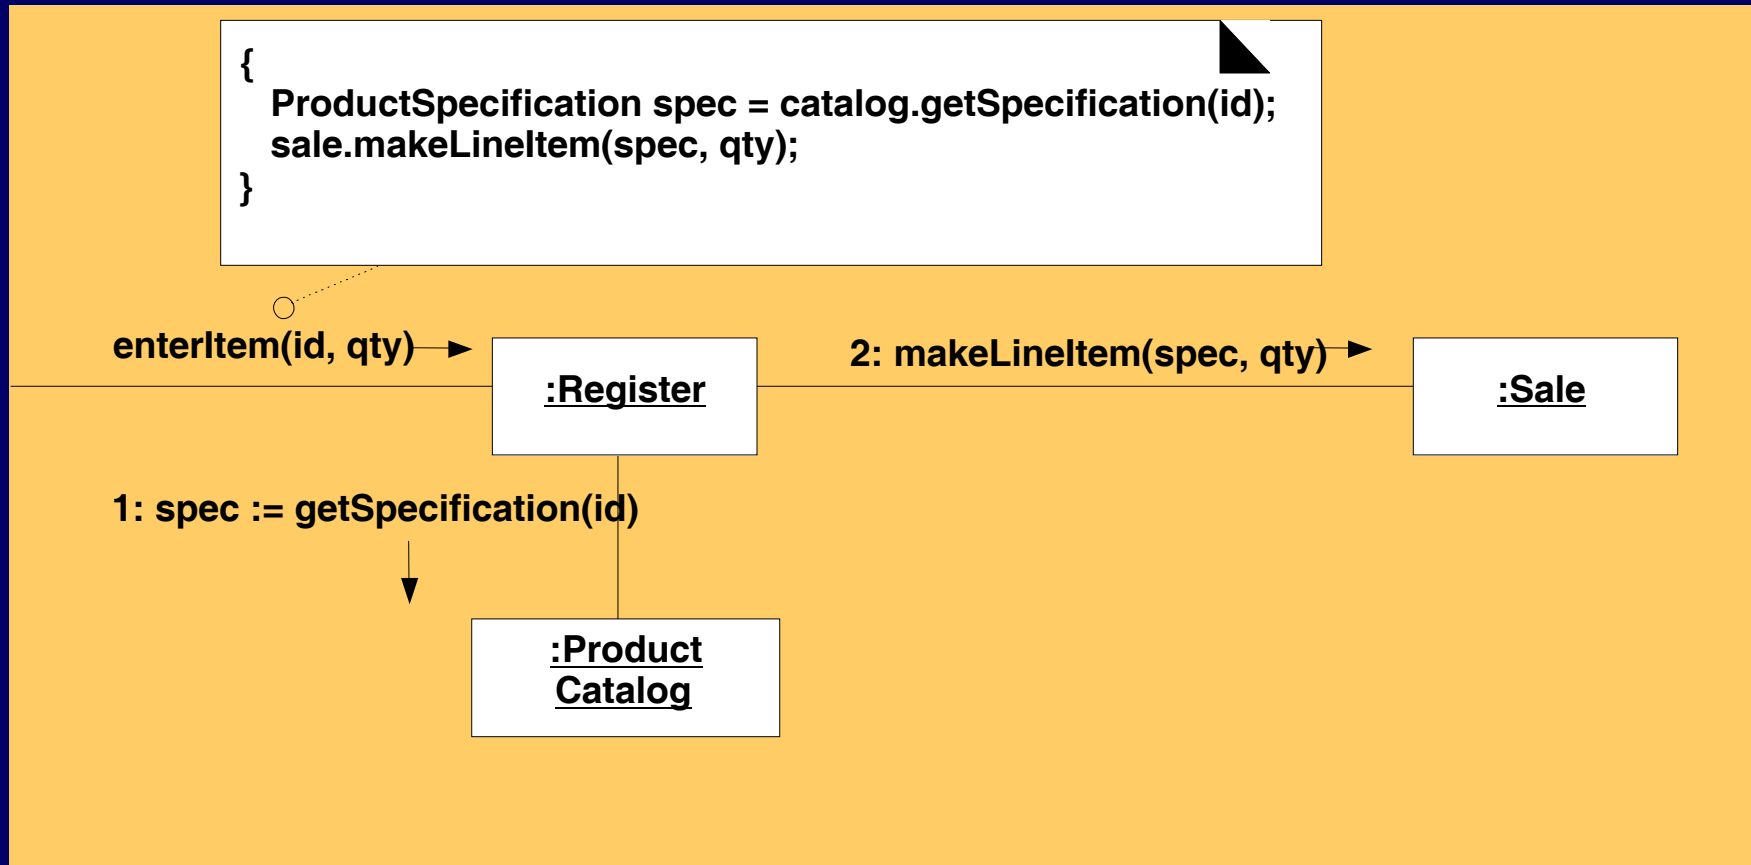 {
ProductSpecification spec = catalog.getSpecification(id);
sale.makeLineItem(spec, qty);
}
enterItem(id, qty)
2: makeLineItem(spec, qty)
:Register
:Sale
1: spec := getSpecification(id)
:Product
Catalog